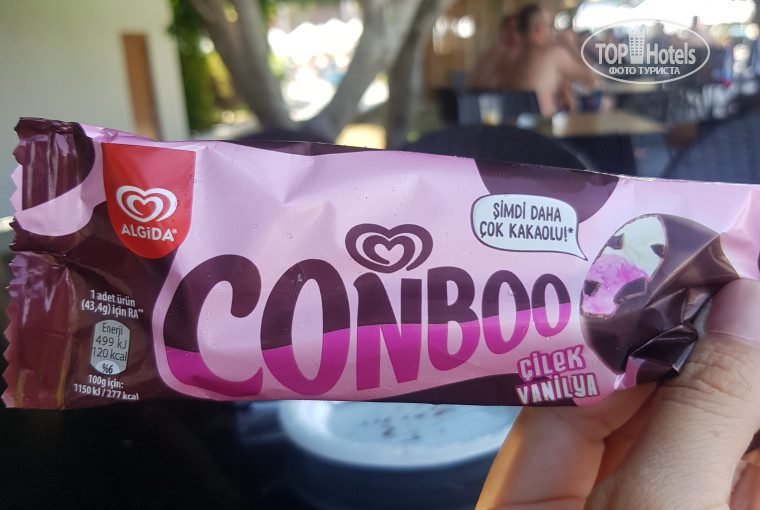 TOP Hotels
ФОТО ТУРИСТА
ALGiDA®
ŞİMDİ DAHA
ÇOK KAKAOLU!*
CONBOO
ÇİLEK
VANİLYA
1 adet ürün
(43,4g) için RA**
Enerji
499 kJ
120 kcal
%6
100g için:
1150 kJ / 277 kcal